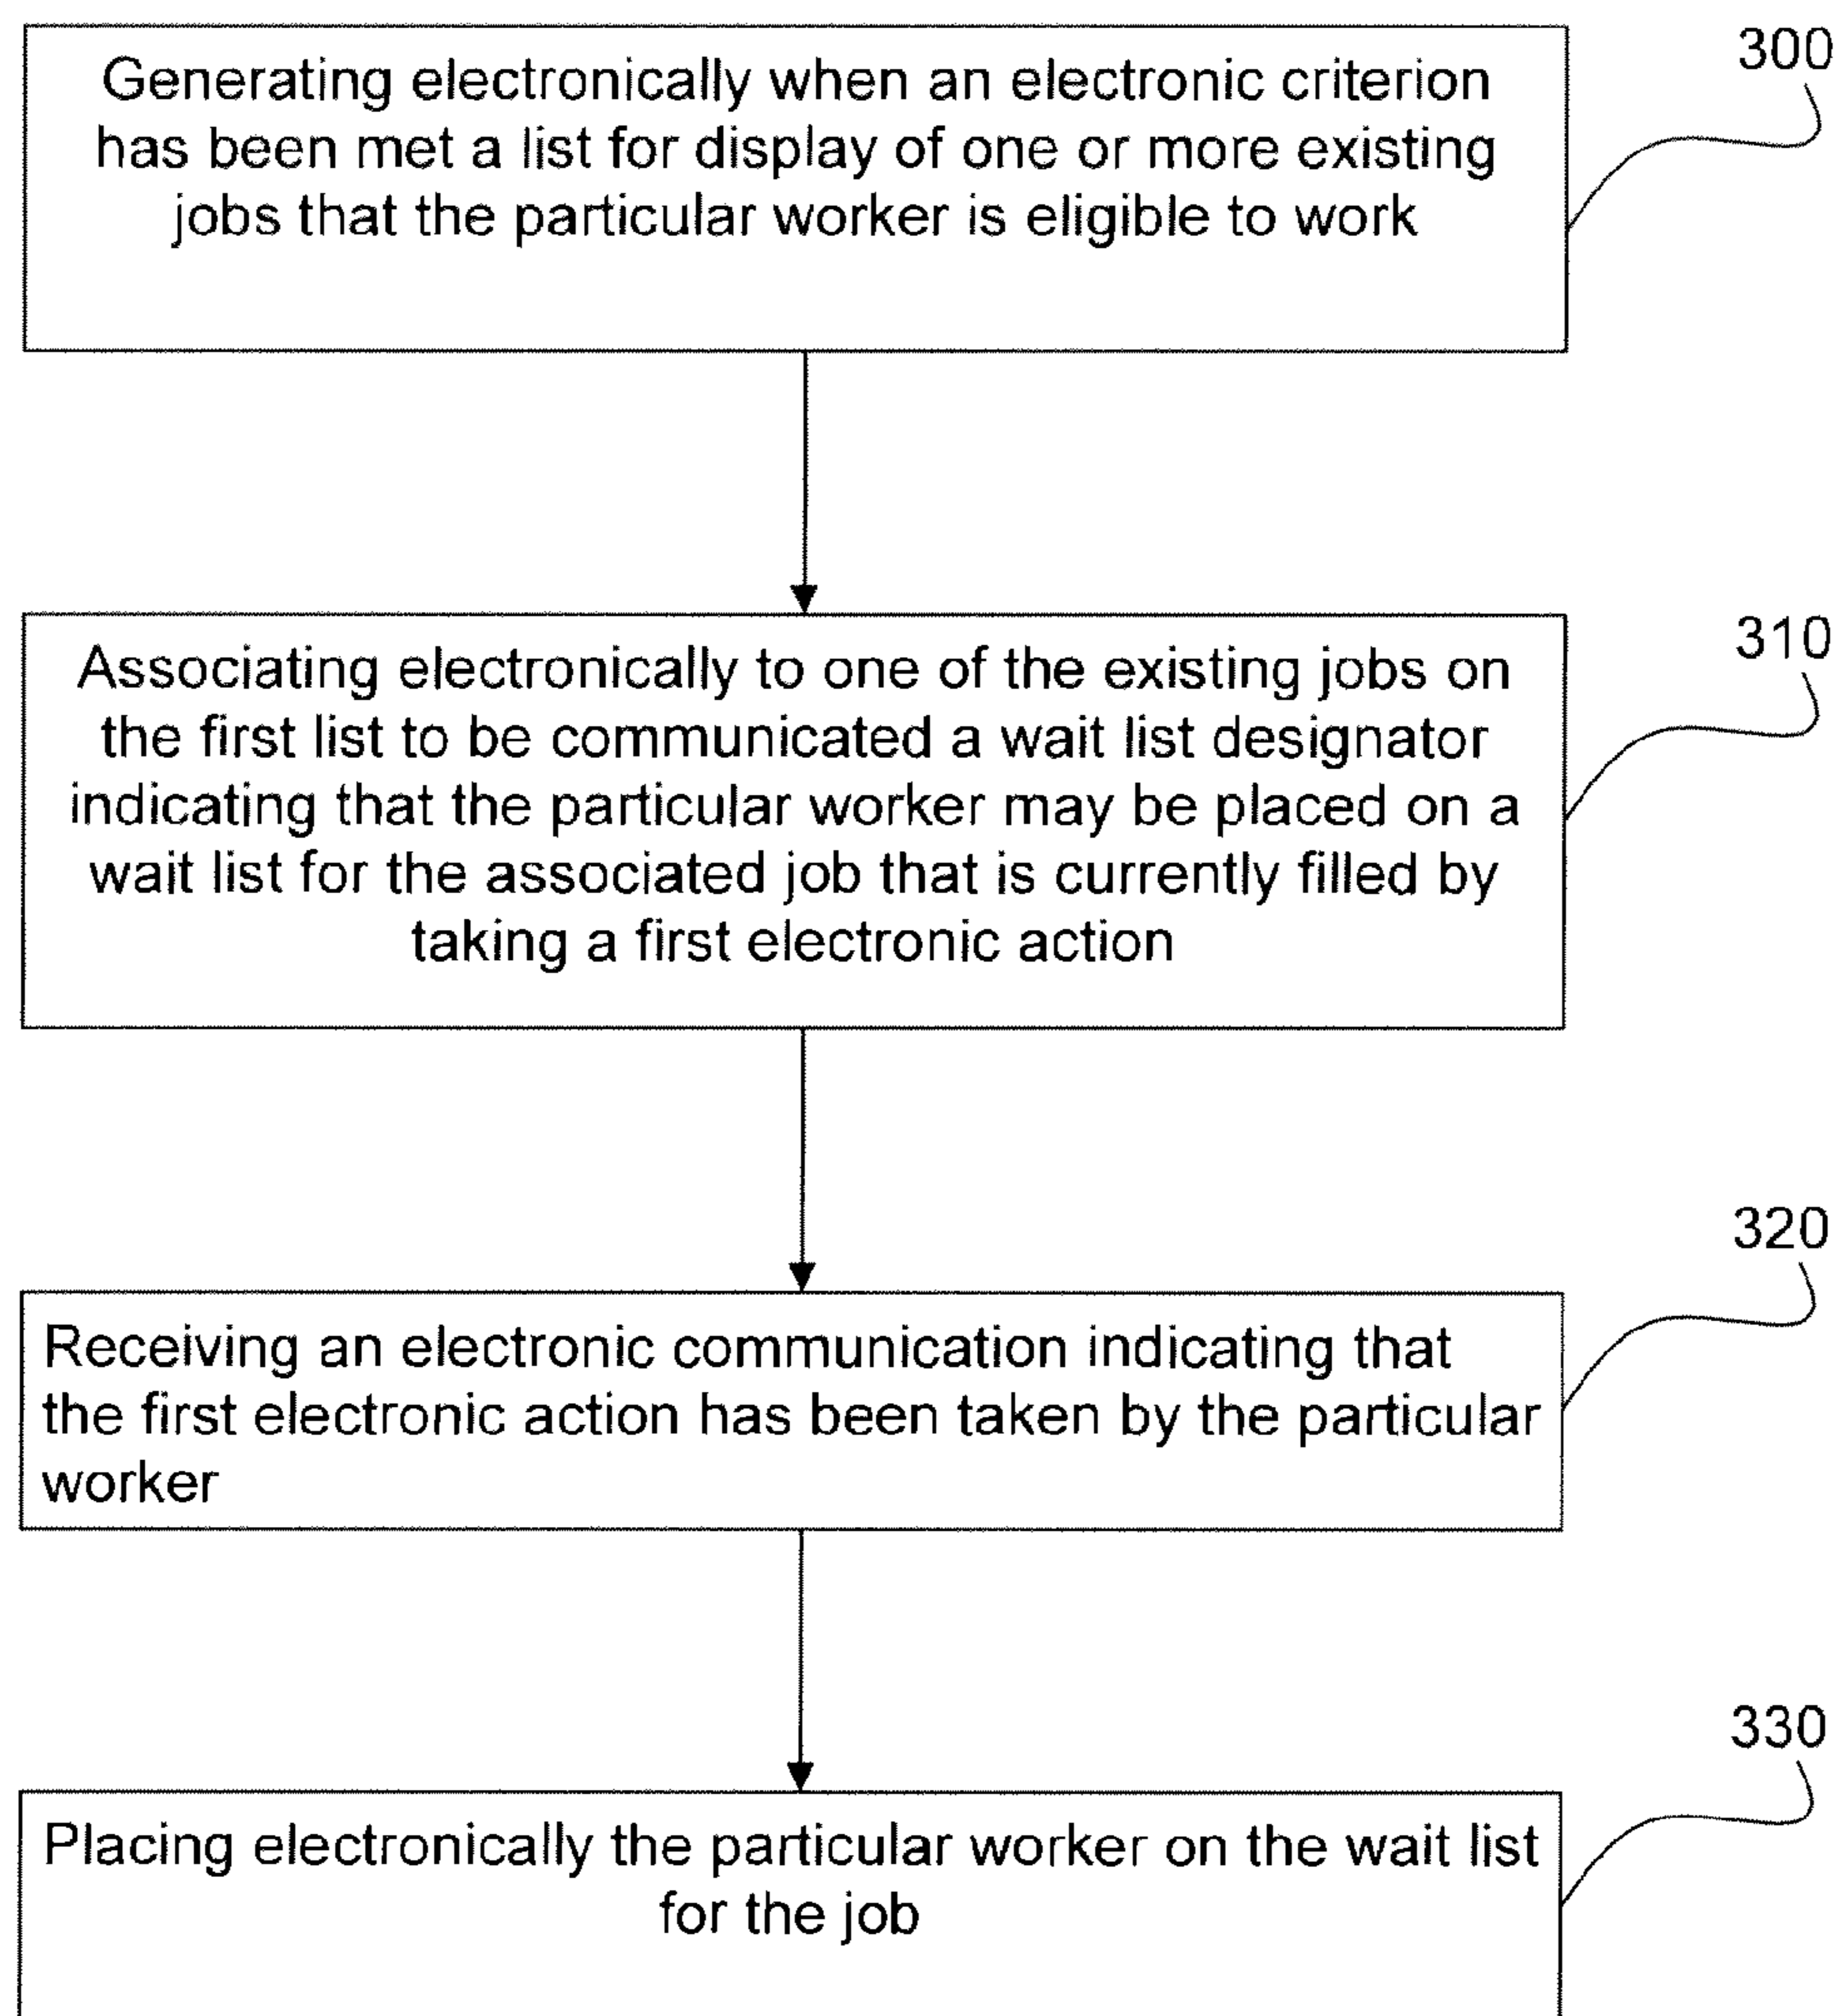 300
Generating electronically when an electronic criterion
has been met a list for display of one or more existing
jobs that the particular worker is eligible to work
310
Associating electronically to one of the existing jobs on
the first list to be communicated a wait list designator
indicating that the particular worker may be placed on a
wait list for the associated job that is currently filled by
taking a first electronic action
320
Receiving an electronic communication indicating that
the first electronic action has been taken by the particular
worker
330
Placing electronically the particular worker on the wait list
for the job